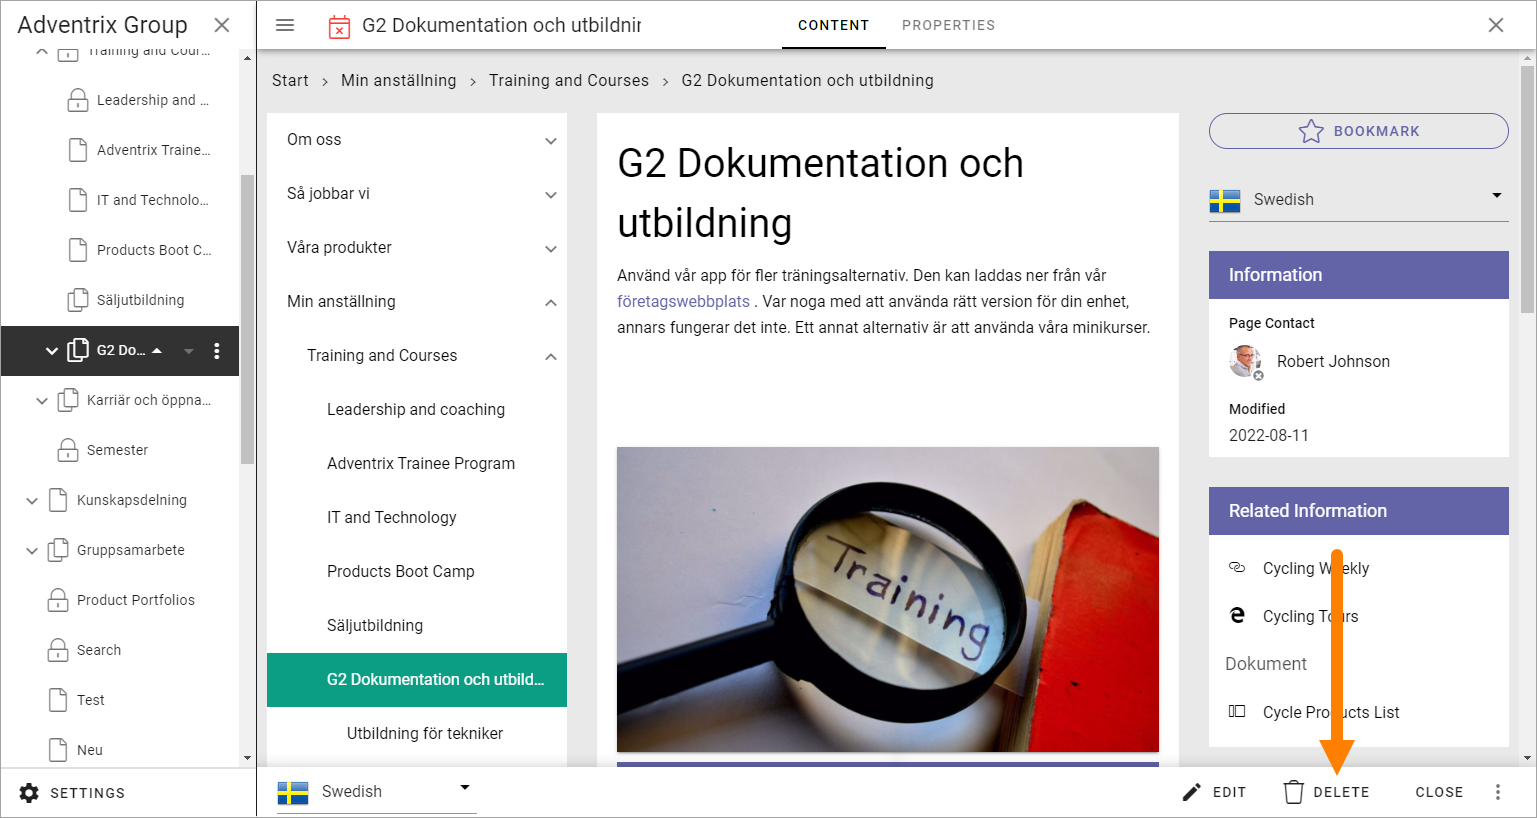 Adventrix Group
Training and Cour...
Leadership and ...
Adventrix Traine...
IT and Technolo...
Products Boot C...
Säljutbildning
G2 Do...
Karriär och öppna...
Semester
Kunskapsdelning
Gruppsamarbete
Product Portfolios
Search
Test
Neu
SETTINGS
G2 Dokumentation och utbildnin
CONTENT
PROPERTIES
Start > Min anställning > Training and Courses > G2 Dokumentation och utbildning
Om oss
Så jobbar vi
Våra produkter
Min anställning
Training and Courses
Leadership and coaching
Adventrix Trainee Program
IT and Technology
Products Boot Camp
Säljutbildning
G2 Dokumentation och utbild...
Utbildning för tekniker
G2 Dokumentation och
utbildning
Använd vår app för fler träningsalternativ. Den kan laddas ner från vår
företagswebbplats . Var noga med att använda rätt version för din enhet,
annars fungerar det inte. Ett annat alternativ är att använda våra minikurser.
Training
BOOKMARK
Swedish
Information
Page Contact
Robert Johnson
Modified
2022-08-11
Related Information
Cycling Weekly
Cycling Tours
Dokument
Cycle Products List
Swedish
EDIT
DELETE
CLOSE